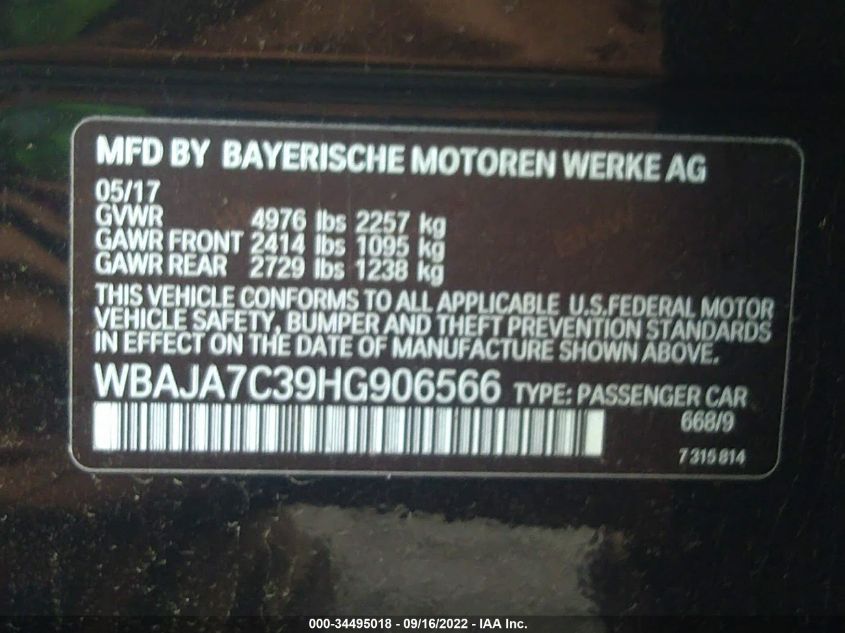 MFD BY BAYERISCHE MOTOREN WERKE AG
05/17
GVWR 4976 lbs 2257 kg
GAWR FRONT 2414 lbs 1095 kg
GAWR REAR 2729 lbs 1238 kg
THIS VEHICLE CONFORMS TO ALL APPLICABLE U.S.FEDERAL MOTOR
VEHICLE SAFETY, BUMPER AND THEFT PREVENTION STANDARDS
IN EFFECT ON THE DATE OF MANUFACTURE SHOWN ABOVE.
WBAJA7C39HG906566 TYPE: PASSENGER CAR
668/9
7 315 814
000-34495018 - 09/16/2022 - IAA Inc.